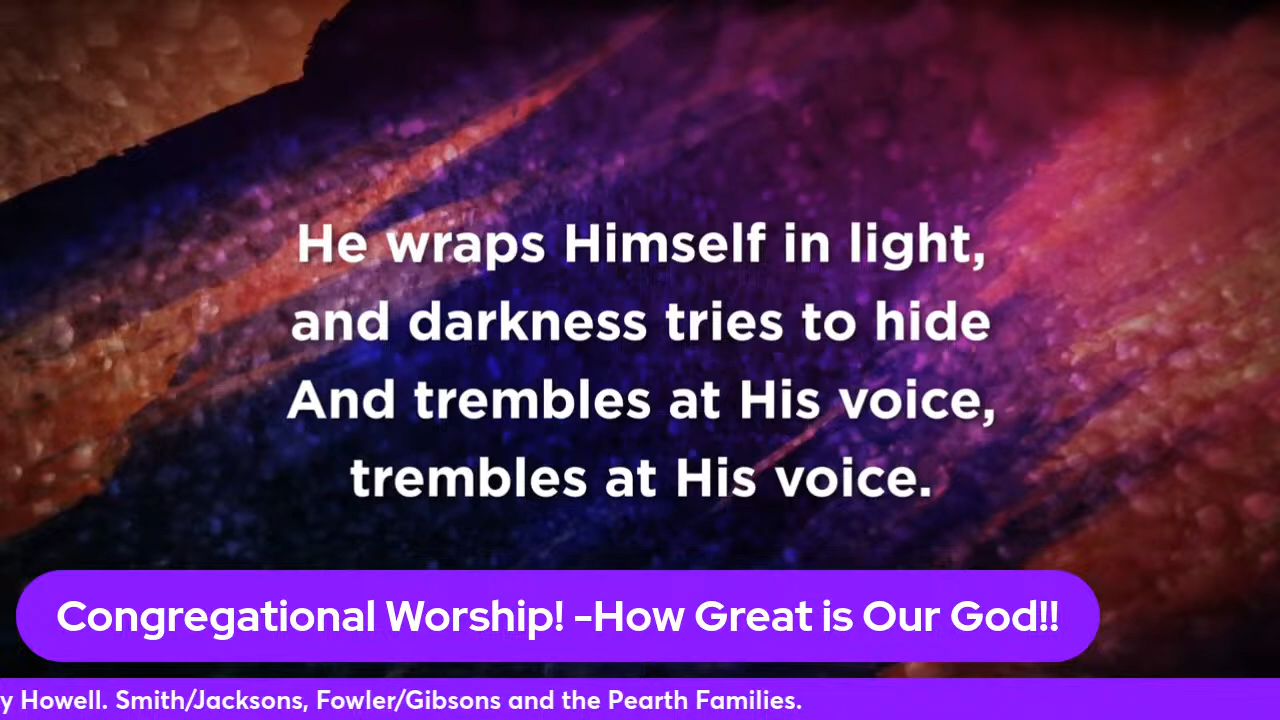 He wraps Himself in light,
and darkness tries to hide
And trembles at His voice,
trembles at His voice.
Congregational Worship! -How Great is Our God!!
y Howell. Smith/Jacksons, Fowler/Gibsons and the Pearth Families.